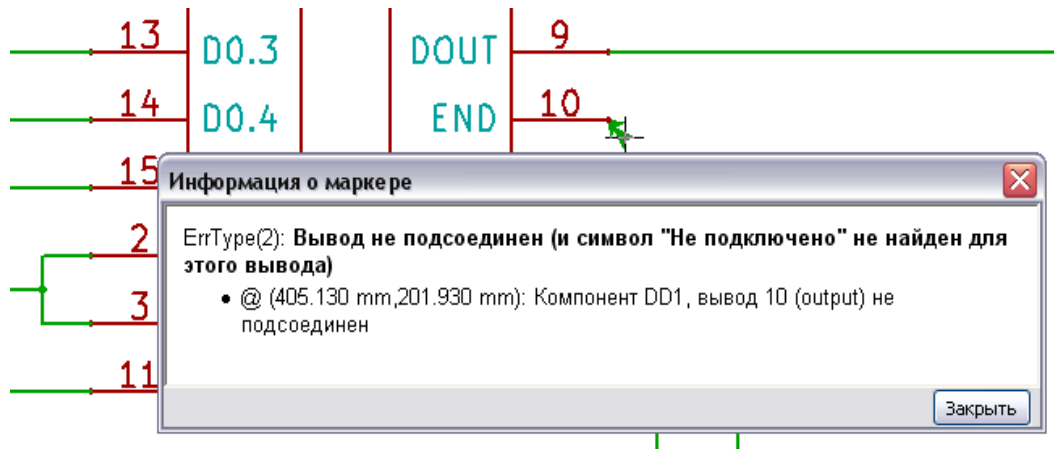 13 D0.3 DOUT 9
14 D0.4 END 10
15
Информация о маркере
2
ErrType(2): Вывод не подсоединен (и символ "Не подключено" не найден для
этого вывода)
3
• @ (405.130 mm,201.930 mm): Компонент DD1, вывод 10 (output) не
подсоединен
11
Закрыть